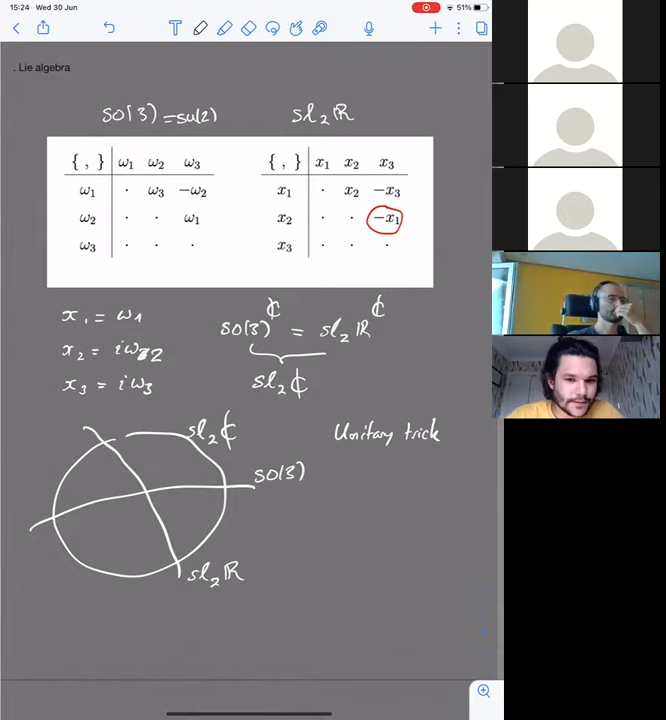 15:24 Wed 30 Jun 51%
. Lie algebra
so(3) = su(2) sl₂ℝ
{ , } ω₁ ω₂ ω₃ { , } x₁ x₂ x₃
ω₁ · ω₃ −ω₂ x₁ · x₂ −x₃
ω₂ · · ω₁ x₂ · · −x₁
ω₃ · · · x₃ · · ·
x₁ = ω₁
so(3)^ℂ = sl₂ℝ^ℂ
x₂ = iω₂
x₃ = iω₃
sl₂ℂ
sl₂ℂ
Unitary trick
so(3)
sl₂ℝ